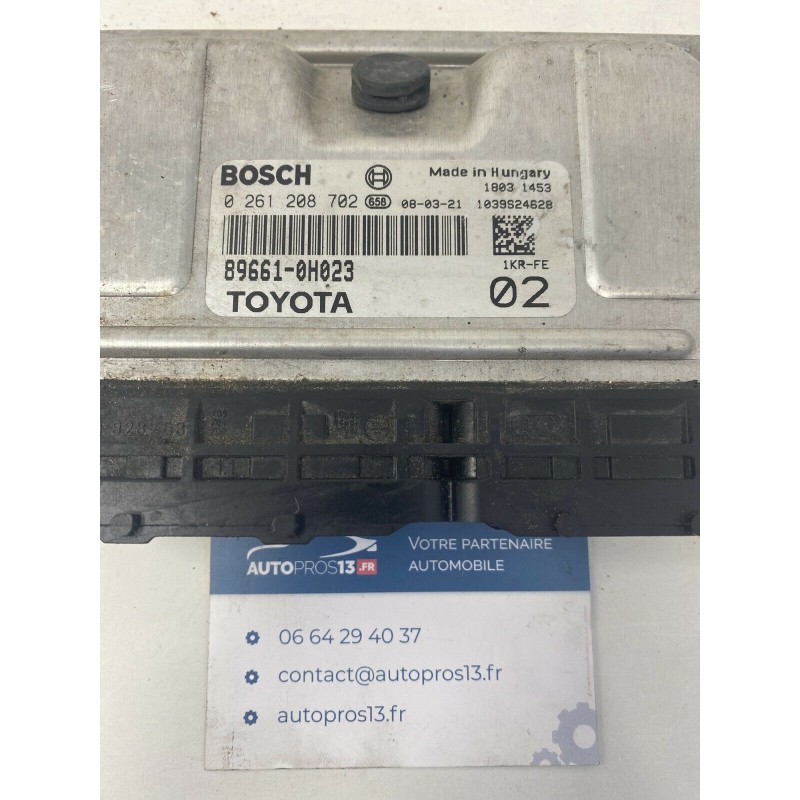 BOSCH
Made in Hungary
1803 1453
0 261 208 702 658 08-03-21 1039S24628
89661-0H023
1KR-FE
TOYOTA
02
AUTOPROS13.FR
VOTRE PARTENAIRE
AUTOMOBILE
06 64 29 40 37
contact@autopros13.fr
autopros13.fr